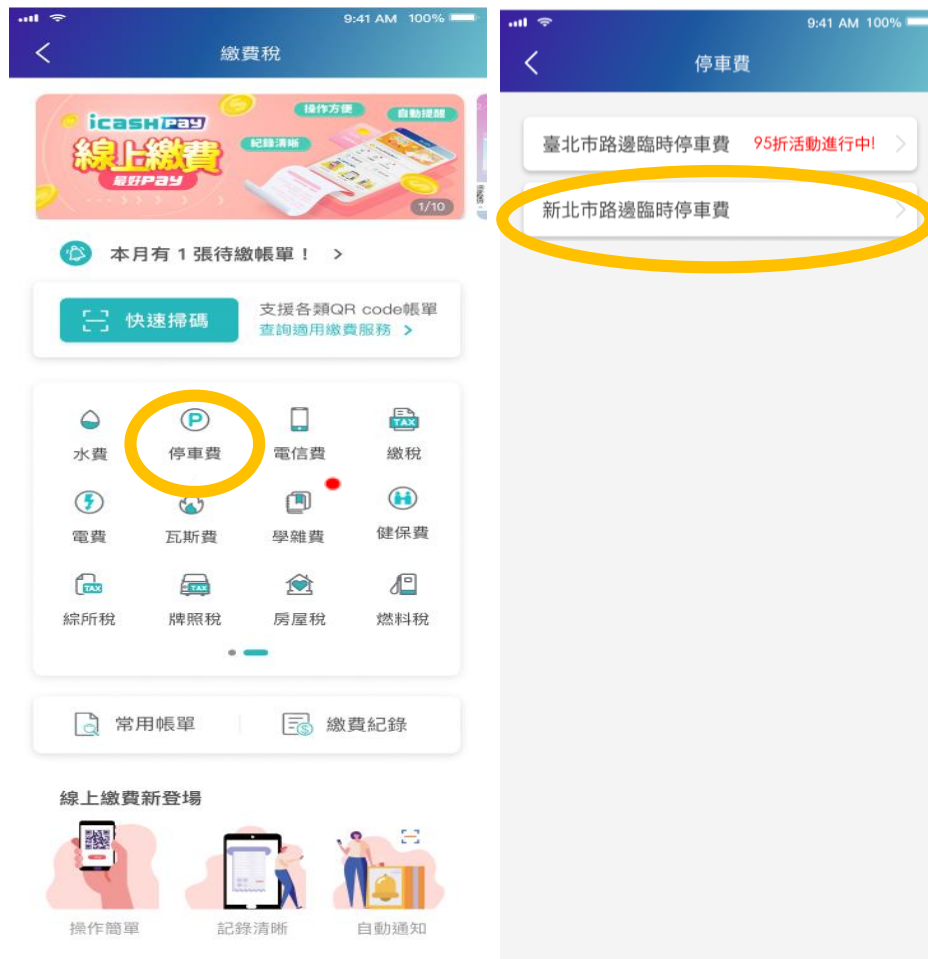 9:41 AM 100%
繳費稅
icash Pay
線上繳費
最好Pay
操作方便
自動提醒
紀錄清晰
1/10
本月有 1 張待繳帳單！ >
快速掃碼
支援各類QR code帳單
查詢適用繳費服務 >
水費
停車費
電信費
繳稅
電費
瓦斯費
學雜費
健保費
綜所稅
牌照稅
房屋稅
燃料稅
常用帳單
繳費紀錄
線上繳費新登場
操作簡單
記錄清晰
自動通知
9:41 AM 100%
停車費
臺北市路邊臨時停車費 95折活動進行中!
新北市路邊臨時停車費